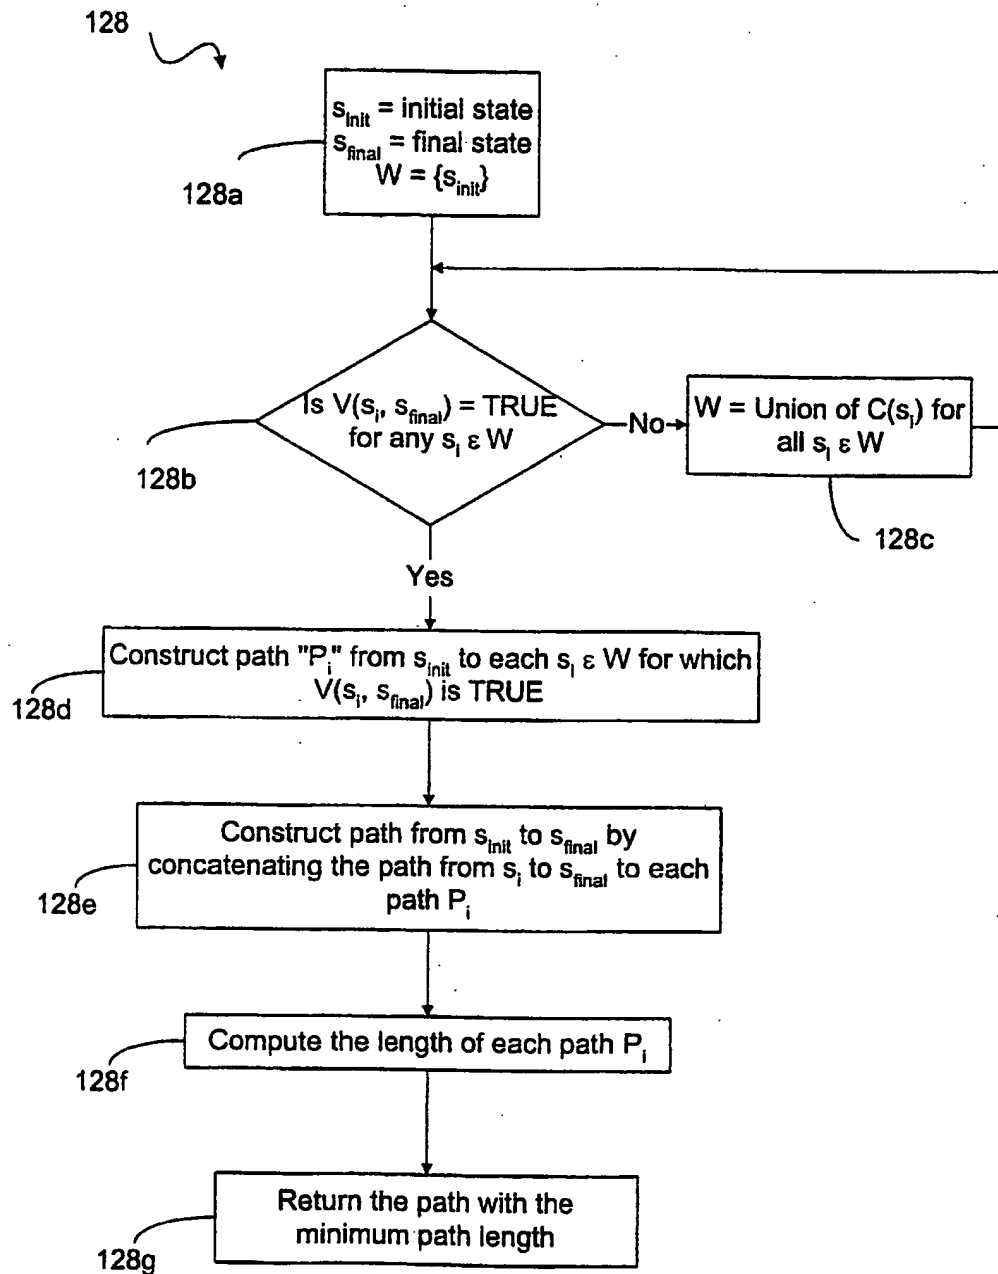 128
s_init = initial state
s_final = final state
W = {s_init}
128a
Is V(s_i, s_final) = TRUE
for any s_i ε W
128b
No
W = Union of C(s_i) for
all s_i ε W
128c
Yes
Construct path "P_i" from s_init to each s_i ε W for which
V(s_i, s_final) is TRUE
128d
Construct path from s_init to s_final by
concatenating the path from s_i to s_final to each
path P_i
128e
Compute the length of each path P_i
128f
Return the path with the
minimum path length
128g